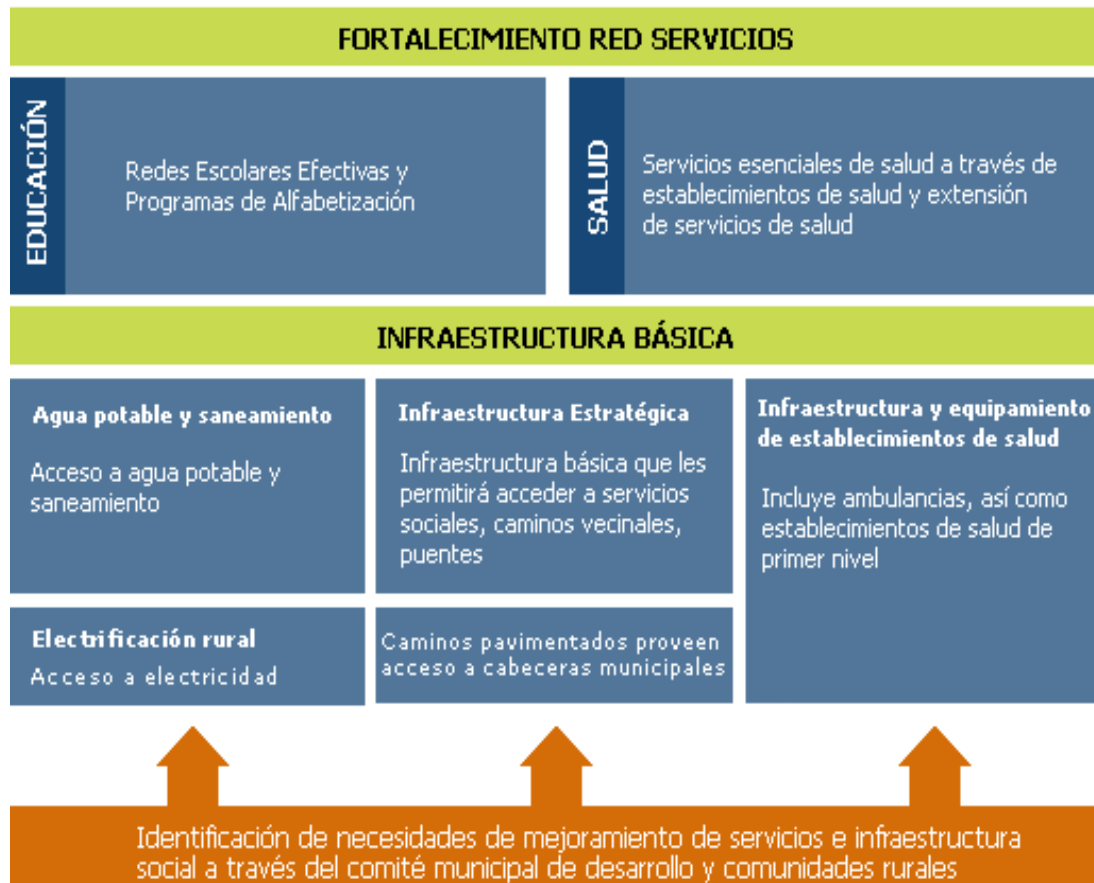 FORTALECIMIENTO RED SERVICIOS
EDUCACIÓN
Redes Escolares Efectivas y
Programas de Alfabetización
SALUD
Servicios esenciales de salud a través de
establecimientos de salud y extensión
de servicios de salud
INFRAESTRUCTURA BÁSICA
Agua potable y saneamiento
Acceso a agua potable y
saneamiento
Infraestructura Estratégica
Infraestructura básica que les
permitirá acceder a servicios
sociales, caminos vecinales,
puentes
Infraestructura y equipamiento
de establecimientos de salud
Incluye ambulancias, así como
establecimientos de salud de
primer nivel
Electrificación rural
Acceso a electricidad
Caminos pavimentados proveen
acceso a cabeceras municipales
Identificación de necesidades de mejoramiento de servicios e infraestructura
social a través del comité municipal de desarrollo y comunidades rurales